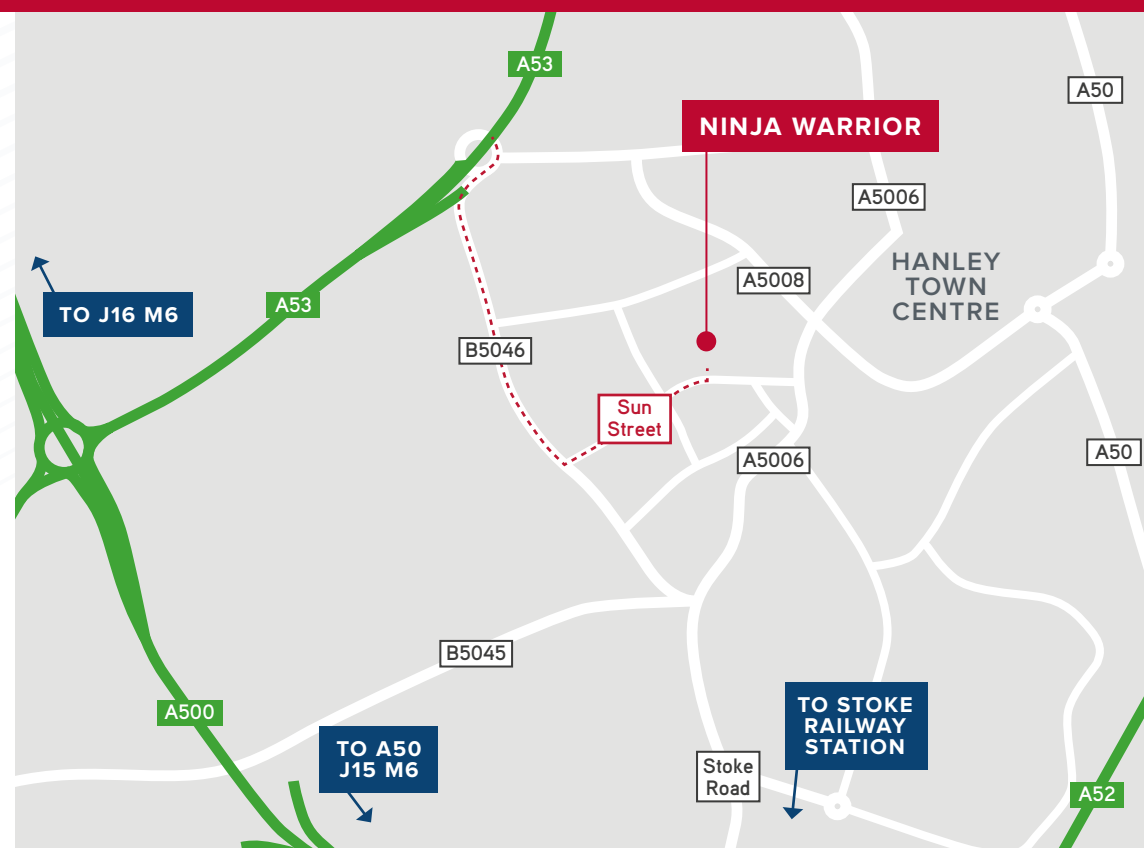 A53
A50
NINJA WARRIOR
A5006
HANLEY
TOWN
CENTRE
A5008
TO J16 M6
A53
B5046
Sun
Street
A5006
A50
B5045
A500
TO STOKE
RAILWAY
STATION
TO A50
J15 M6
Stoke
Road
A52